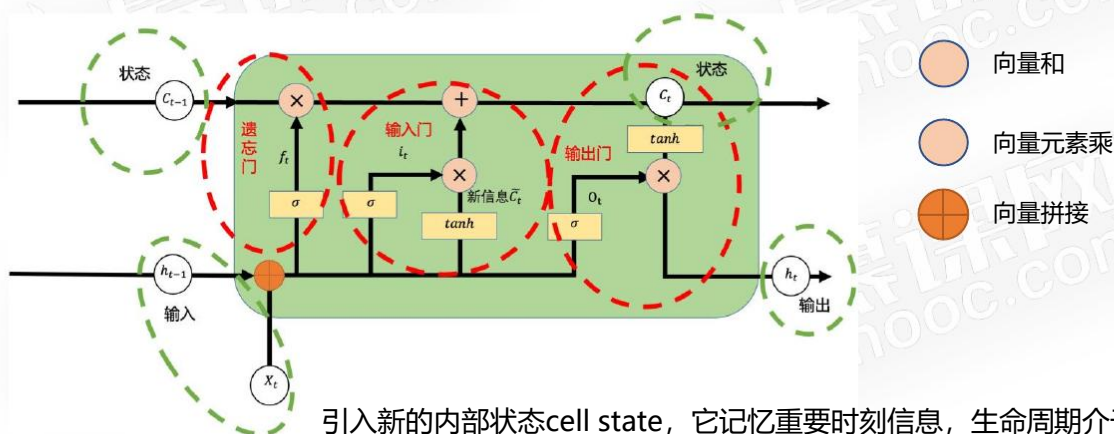 状态
C_{t-1}
×
+
状态
C_t
遗忘门
f_t
输入门
i_t
输出门
tanh
×
×
σ
σ
新信息C̃_t
tanh
O_t
σ
h_{t-1}
输入
X_t
h_t
输出
向量和
向量元素乘
向量拼接
引入新的内部状态cell state，它记忆重要时刻信息，生命周期介